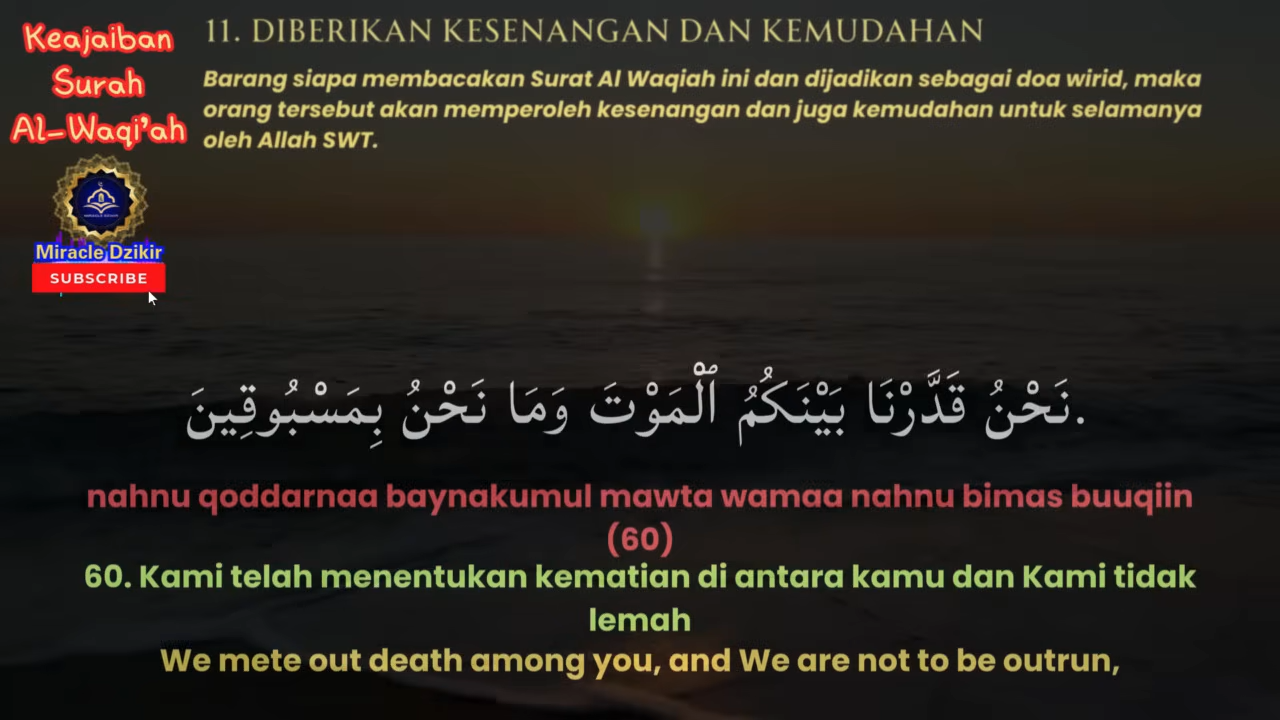 Keajaiban
Surah
Al-Waqi'ah
11. DIBERIKAN KESENANGAN DAN KEMUDAHAN
Barang siapa membacakan Surat Al Waqiah ini dan dijadikan sebagai doa wirid, maka
orang tersebut akan memperoleh kesenangan dan juga kemudahan untuk selamanya
oleh Allah SWT.
Miracle Dzikir
SUBSCRIBE
نَحْنُ قَدَّرْنَا بَيْنَكُمُ ٱلْمَوْتَ وَمَا نَحْنُ بِمَسْبُوقِينَ.
nahnu qoddarnaa baynakumul mawta wamaa nahnu bimas buuqiin
(60)
60. Kami telah menentukan kematian di antara kamu dan Kami tidak
lemah
We mete out death among you, and We are not to be outrun,